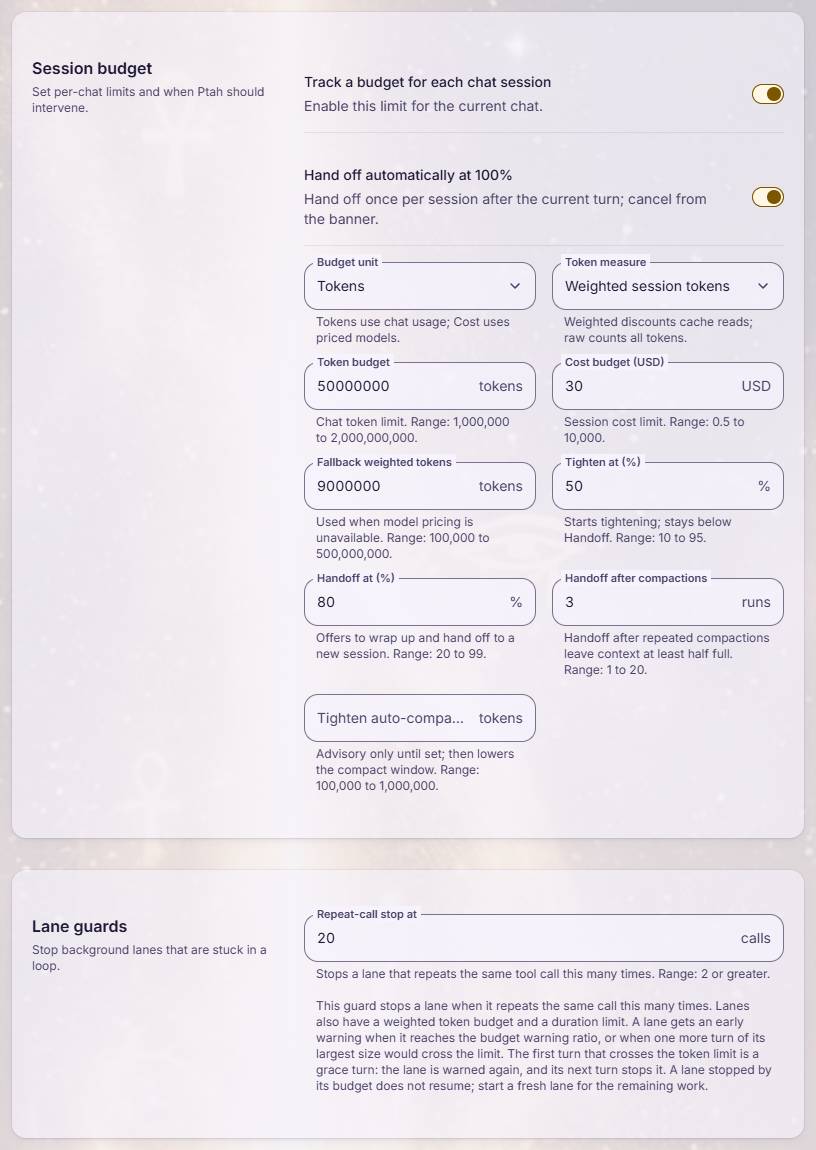 Session budget
Set per-chat limits and when Ptah should
intervene.
Track a budget for each chat session
Enable this limit for the current chat.
Hand off automatically at 100%
Hand off once per session after the current turn; cancel from
the banner.
Budget unit
Tokens
Tokens use chat usage; Cost uses
priced models.
Token measure
Weighted session tokens
Weighted discounts cache reads;
raw counts all tokens.
Token budget
50000000 tokens
Chat token limit. Range: 1,000,000
to 2,000,000,000.
Cost budget (USD)
30 USD
Session cost limit. Range: 0.5 to
10,000.
Fallback weighted tokens
9000000 tokens
Used when model pricing is
unavailable. Range: 100,000 to
500,000,000.
Tighten at (%)
50 %
Starts tightening; stays below
Handoff. Range: 10 to 95.
Handoff at (%)
80 %
Offers to wrap up and hand off to a
new session. Range: 20 to 99.
Handoff after compactions
3 runs
Handoff after repeated compactions
leave context at least half full.
Range: 1 to 20.
Tighten auto-compa... tokens
Advisory only until set; then lowers
the compact window. Range:
100,000 to 1,000,000.
Lane guards
Stop background lanes that are stuck in a
loop.
Repeat-call stop at
20 calls
Stops a lane that repeats the same tool call this many times. Range: 2 or greater.
This guard stops a lane when it repeats the same call this many times. Lanes
also have a weighted token budget and a duration limit. A lane gets an early
warning when it reaches the budget warning ratio, or when one more turn of its
largest size would cross the limit. The first turn that crosses the token limit is a
grace turn: the lane is warned again, and its next turn stops it. A lane stopped by
its budget does not resume; start a fresh lane for the remaining work.